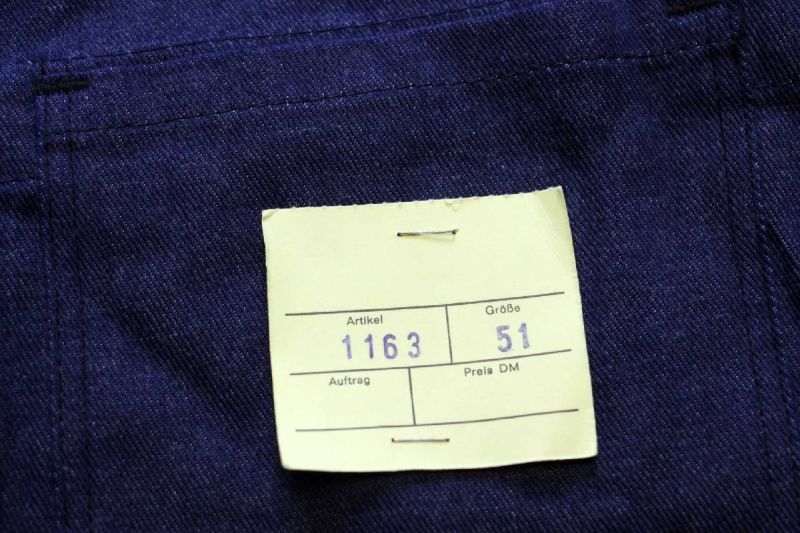 Artikel Größe
1163 51
Auftrag Preis DM